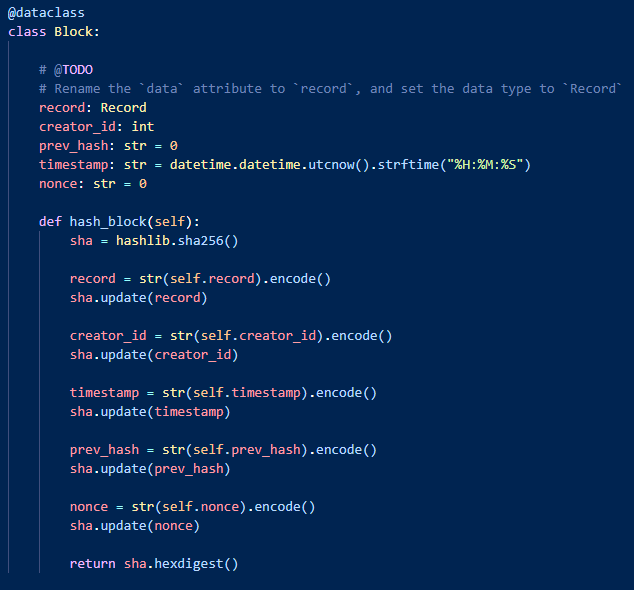 @dataclass
class Block:
# @TODO
# Rename the `data` attribute to `record`, and set the data type to `Record`
record: Record
creator_id: int
prev_hash: str = 0
timestamp: str = datetime.datetime.utcnow().strftime("%H:%M:%S")
nonce: str = 0
def hash_block(self):
sha = hashlib.sha256()
record = str(self.record).encode()
sha.update(record)
creator_id = str(self.creator_id).encode()
sha.update(creator_id)
timestamp = str(self.timestamp).encode()
sha.update(timestamp)
prev_hash = str(self.prev_hash).encode()
sha.update(prev_hash)
nonce = str(self.nonce).encode()
sha.update(nonce)
return sha.hexdigest()